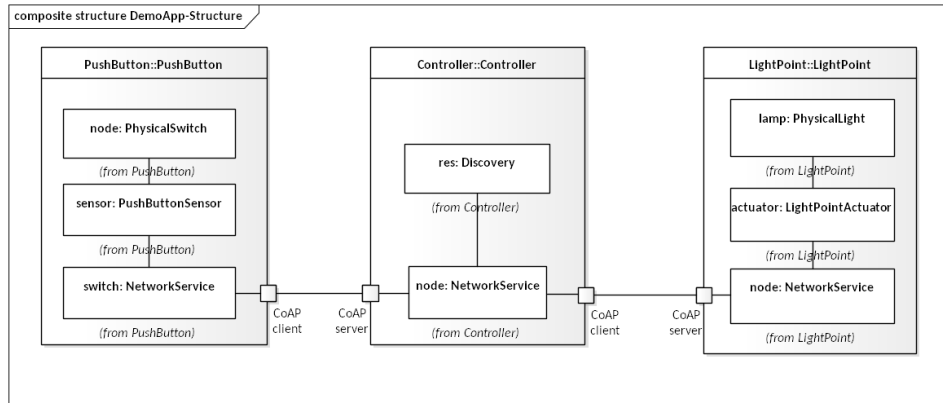 composite structure DemoApp-Structure
PushButton::PushButton
node: PhysicalSwitch
(from PushButton)
sensor: PushButtonSensor
(from PushButton)
switch: NetworkService
(from PushButton)
CoAP
client
Controller::Controller
res: Discovery
(from Controller)
node: NetworkService
(from Controller)
CoAP
server
CoAP
client
LightPoint::LightPoint
lamp: PhysicalLight
(from LightPoint)
actuator: LightPointActuator
(from LightPoint)
node: NetworkService
(from LightPoint)
CoAP
server